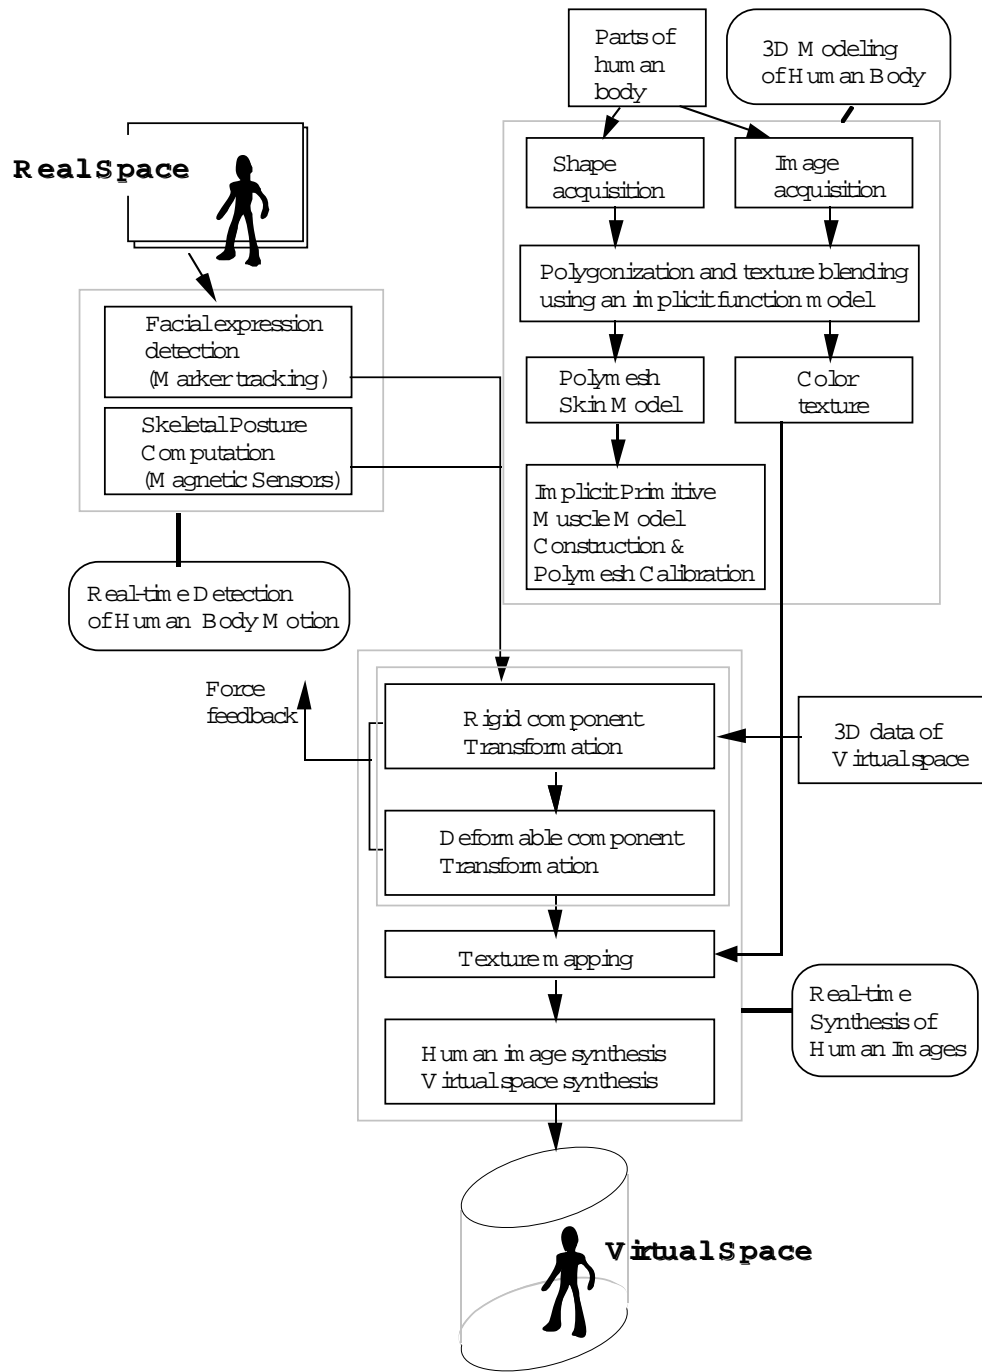 Parts of
human
body
3D Modeling
of Human Body
Real Space
Shape
acquisition
Image
acquisition
Polygonization and texture blending
using an implicit function model
Facial expression
detection
(Marker tracking)
Polymesh
Skin Model
Color
texture
Skeletal Posture
Computation
(Magnetic Sensors)
Implicit Primitive
Muscle Model
Construction &
Polymesh Calibration
Real-time Detection
of Human Body Motion
Force
feedback
Rigid component
Transformation
3D data of
Virtual space
Deformable component
Transformation
Texture mapping
Real-time
Synthesis of
Human Images
Human image synthesis
Virtual space synthesis
Virtual Space